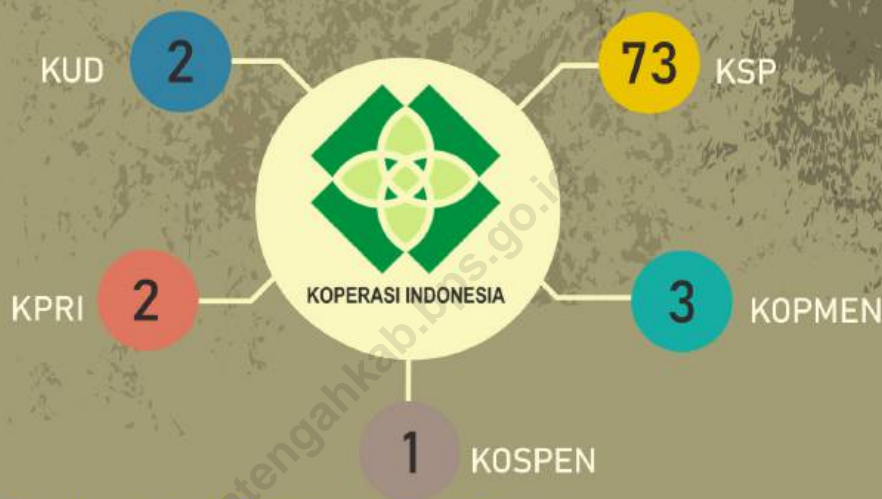 KUD 2
73 KSP
KOPERASI INDONESIA
KPRI 2
3 KOPMEN
1 KOSPEN